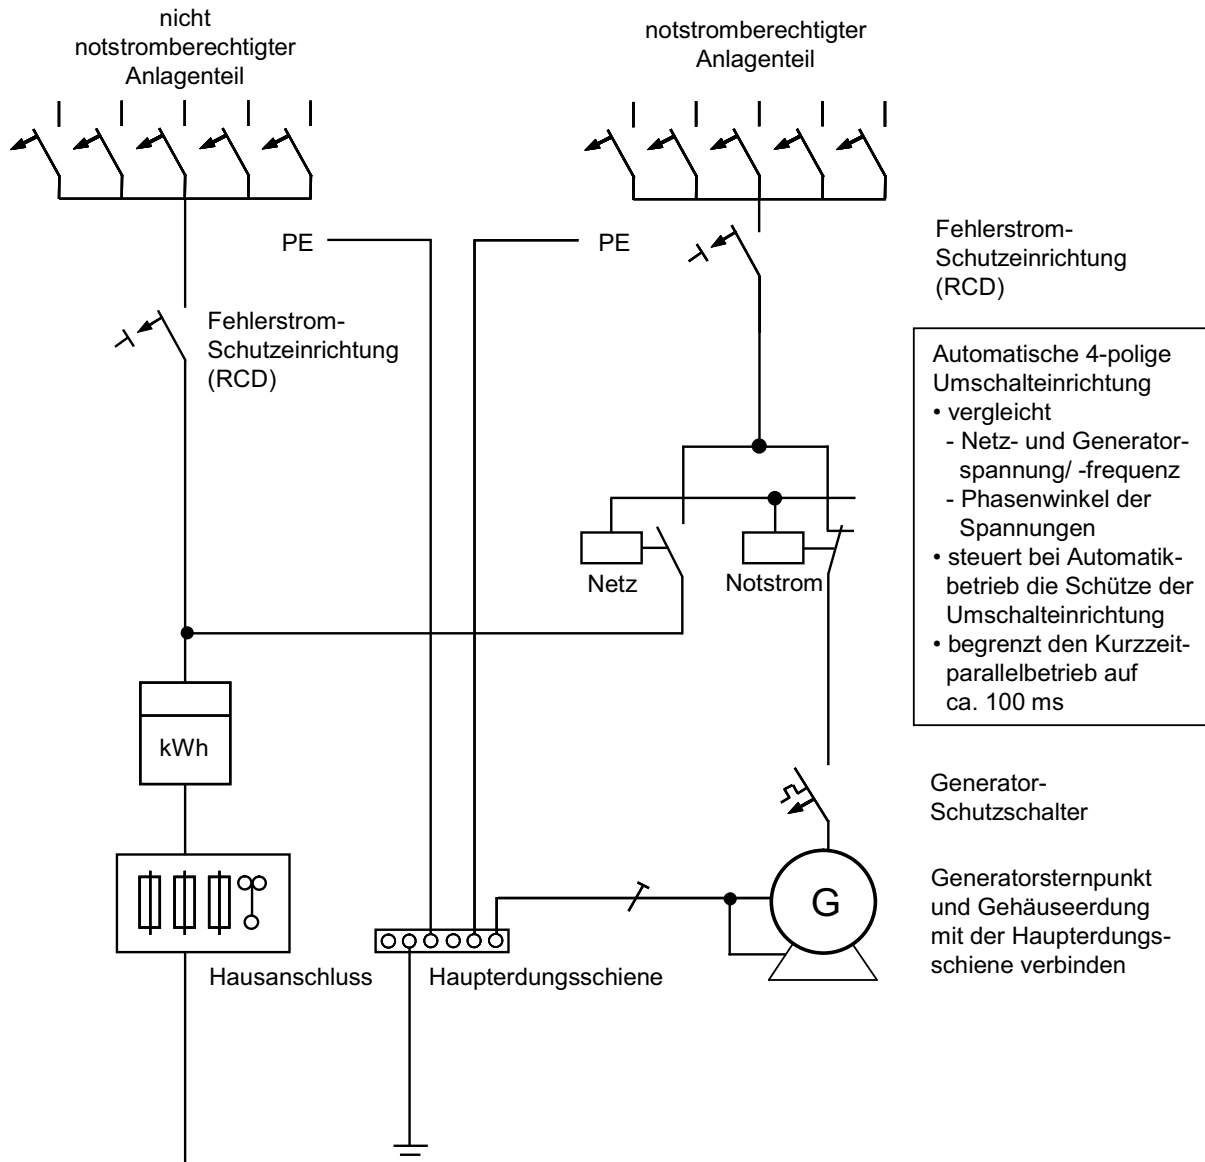 nicht
notstromberechtigter
Anlagenteil
notstromberechtigter
Anlagenteil
PE
PE
Fehlerstrom-
Schutzeinrichtung
(RCD)
Fehlerstrom-
Schutzeinrichtung
(RCD)
Automatische 4-polige
Umschalteinrichtung
• vergleicht
- Netz- und Generator-
spannung/ -frequenz
- Phasenwinkel der
Spannungen
• steuert bei Automatik-
betrieb die Schütze der
Umschalteinrichtung
• begrenzt den Kurzzeit-
parallelbetrieb auf
ca. 100 ms
Netz
Notstrom
kWh
Generator-
Schutzschalter
G
Generatorsternpunkt
und Gehäuseerdung
mit der Haupterdungs-
schiene verbinden
Hausanschluss
Haupterdungsschiene